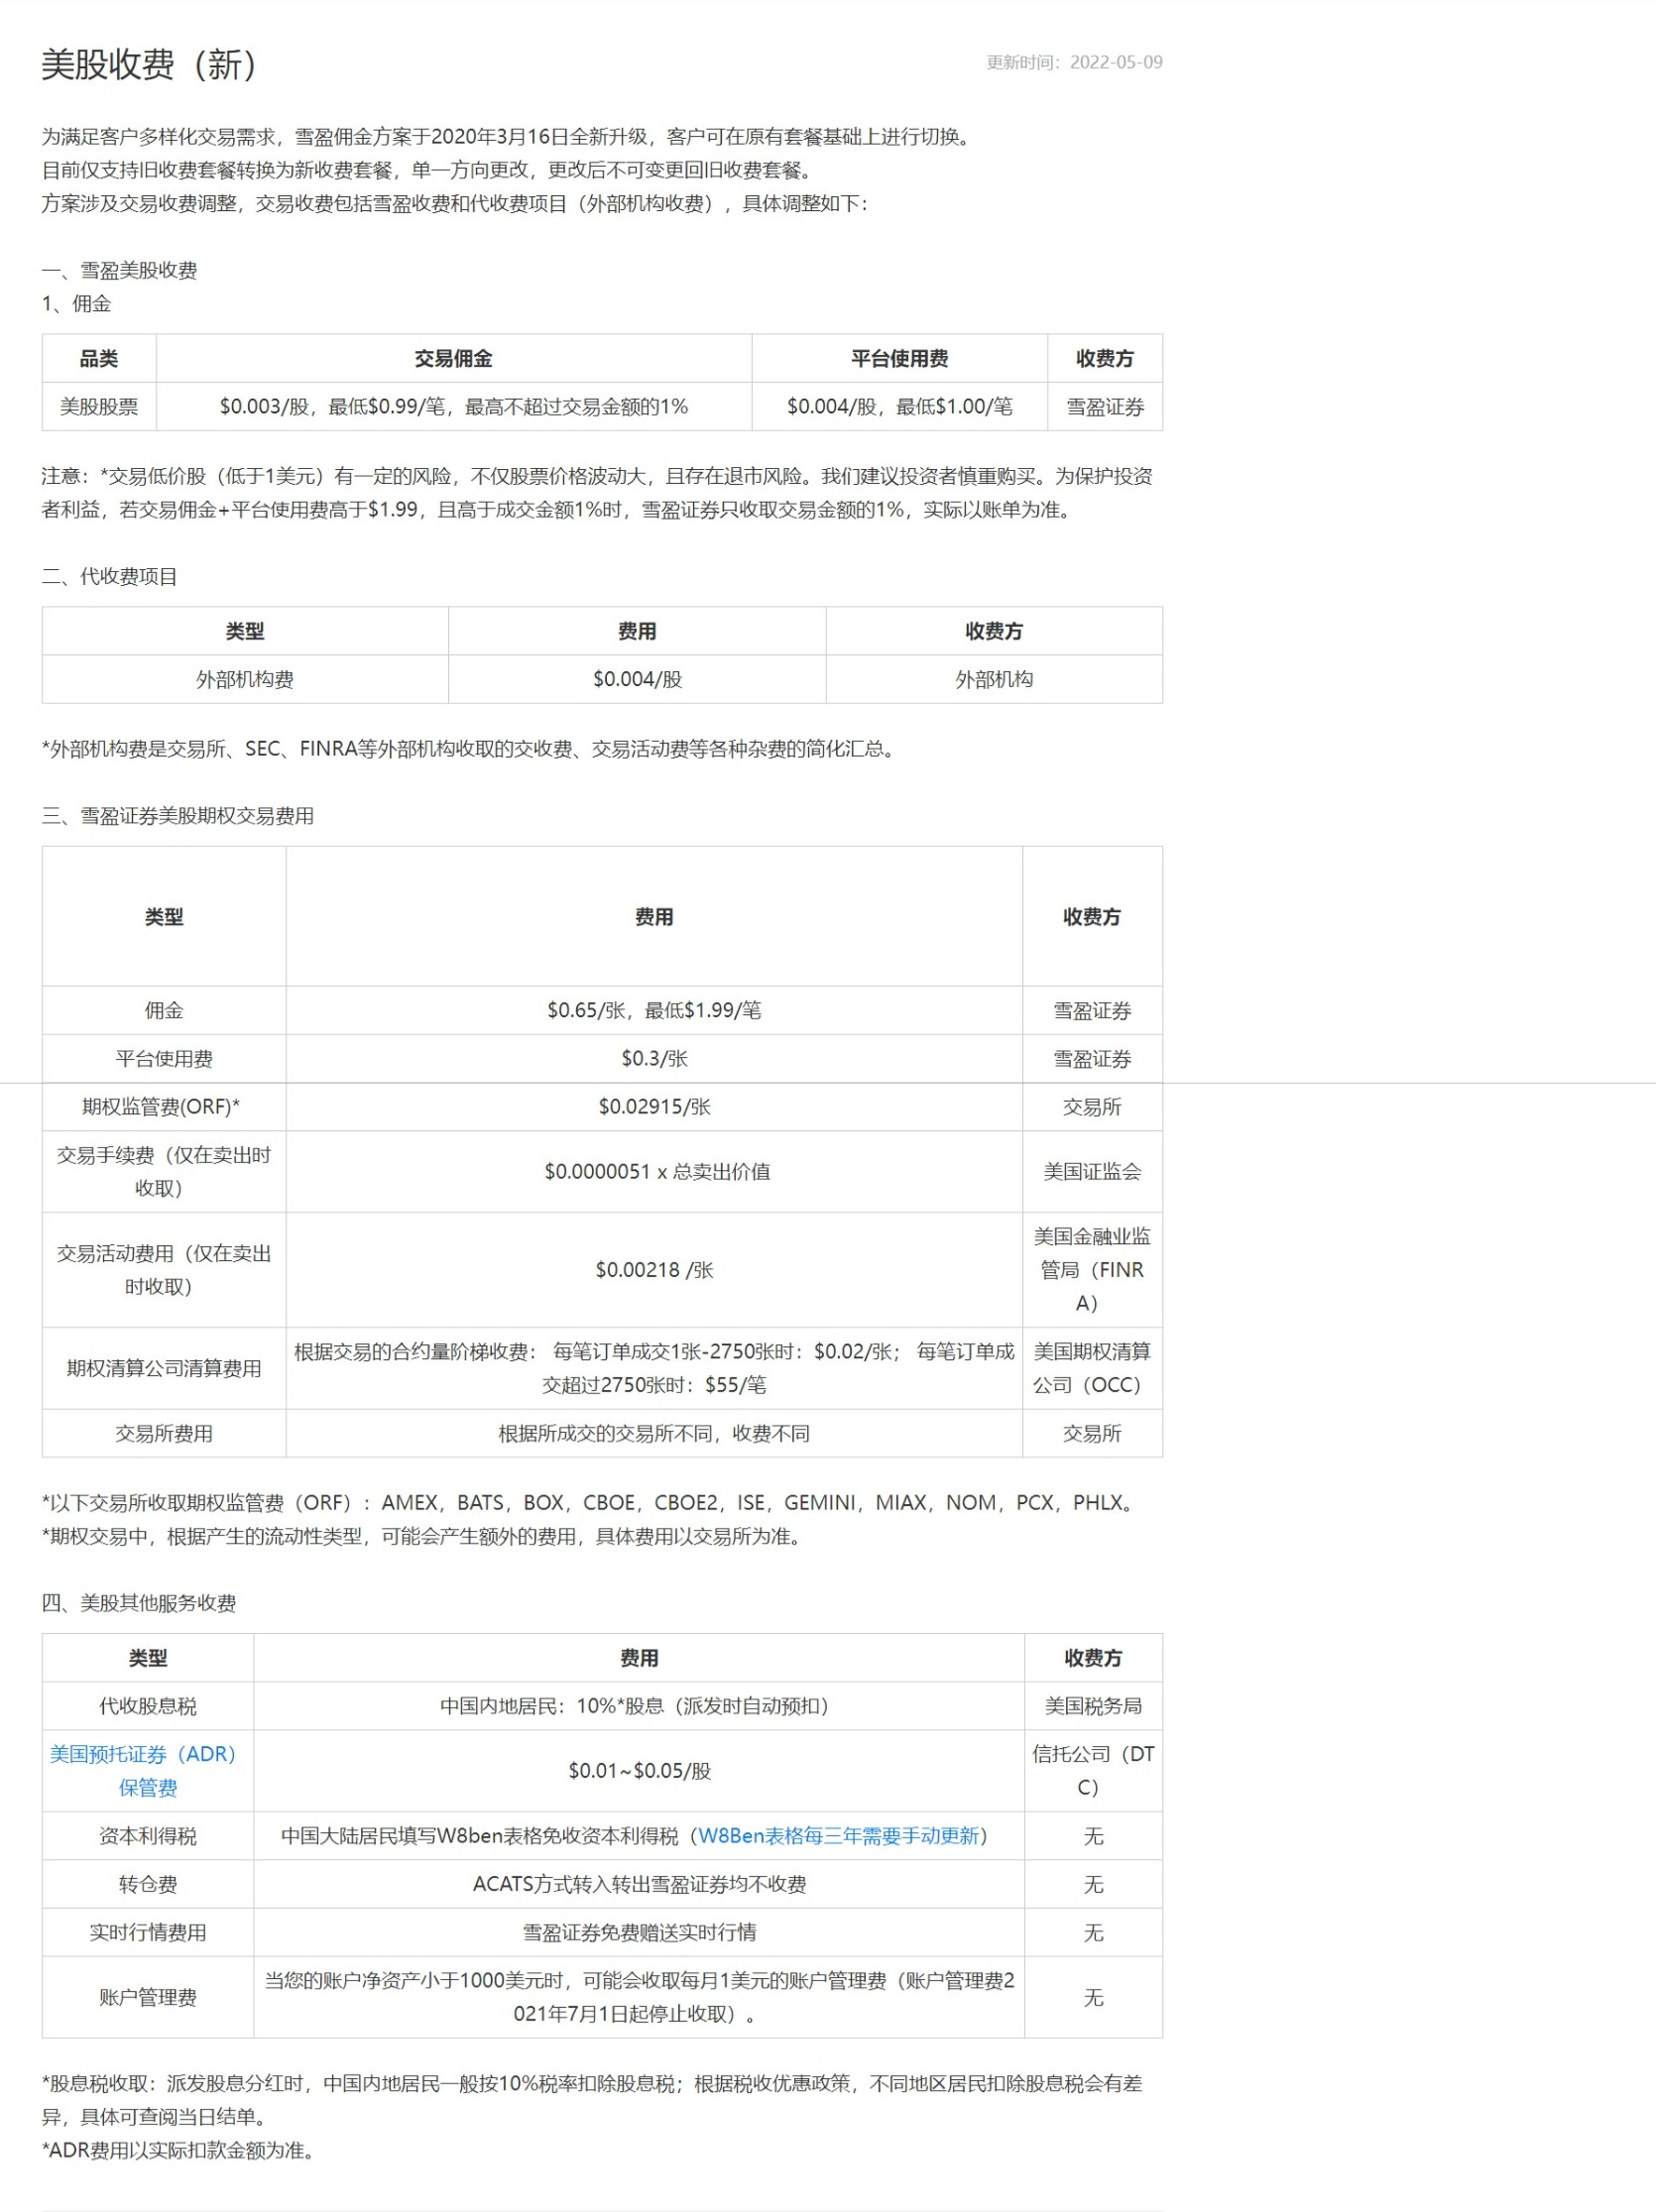 美股收费（新）
更新时间：2022-05-09
为满足客户多样化交易需求，雪盈佣金方案于2020年3月16日全新升级，客户可在原有套餐基础上进行切换。
目前仅支持旧收费套餐转换为新收费套餐，单一方向更改，更改后不可变更回旧收费套餐。
方案涉及交易收费调整，交易收费包括雪盈收费和代收费项目（外部机构收费），具体调整如下：
一、雪盈美股收费
1、佣金
品类 交易佣金 平台使用费 收费方
美股股票 $0.003/股，最低$0.99/笔，最高不超过交易金额的1% $0.004/股，最低$1.00/笔 雪盈证券
注意：*交易低价股（低于1美元）有一定的风险，不仅股票价格波动大，且存在退市风险。我们建议投资者慎重购买。为保护投资
者利益，若交易佣金+平台使用费高于$1.99，且高于成交金额1%时，雪盈证券只收取交易金额的1%，实际以账单为准。
二、代收费项目
类型 费用 收费方
外部机构费 $0.004/股 外部机构
*外部机构费是交易所、SEC、FINRA等外部机构收取的交收费、交易活动费等各种杂费的简化汇总。
三、雪盈证券美股期权交易费用
类型 费用 收费方
佣金 $0.65/张，最低$1.99/笔 雪盈证券
平台使用费 $0.3/张 雪盈证券
期权监管费(ORF)* $0.02915/张 交易所
交易手续费（仅在卖出时
收取） $0.0000051 x 总卖出价值 美国证监会
交易活动费用（仅在卖出
时收取） $0.00218 /张 美国金融业监
管局（FINR
A）
期权清算公司清算费用 根据交易的合约量阶梯收费： 每笔订单成交1张-2750张时：$0.02/张； 每笔订单成
交超过2750张时：$55/笔 美国期权清算
公司（OCC）
交易所费用 根据所成交的交易所不同，收费不同 交易所
*以下交易所收取期权监管费（ORF）：AMEX，BATS，BOX，CBOE，CBOE2，ISE，GEMINI，MIAX，NOM，PCX，PHLX。
*期权交易中，根据产生的流动性类型，可能会产生额外的费用，具体费用以交易所为准。
四、美股其他服务收费
类型 费用 收费方
代收股息税 中国内地居民：10%*股息（派发时自动预扣） 美国税务局
美国预托证券（ADR）
保管费 $0.01~$0.05/股 信托公司（DT
C）
资本利得税 中国大陆居民填写W8ben表格免收资本利得税（W8Ben表格每三年需要手动更新） 无
转仓费 ACATS方式转入转出雪盈证券均不收费 无
实时行情费用 雪盈证券免费赠送实时行情 无
账户管理费 当您的账户净资产小于1000美元时，可能会收取每月1美元的账户管理费（账户管理费2
021年7月1日起停止收取）。 无
*股息税收取：派发股息分红时，中国内地居民一般按10%税率扣除股息税；根据税收优惠政策，不同地区居民扣除股息税会有差
异，具体可查阅当日结单。
*ADR费用以实际扣款金额为准。